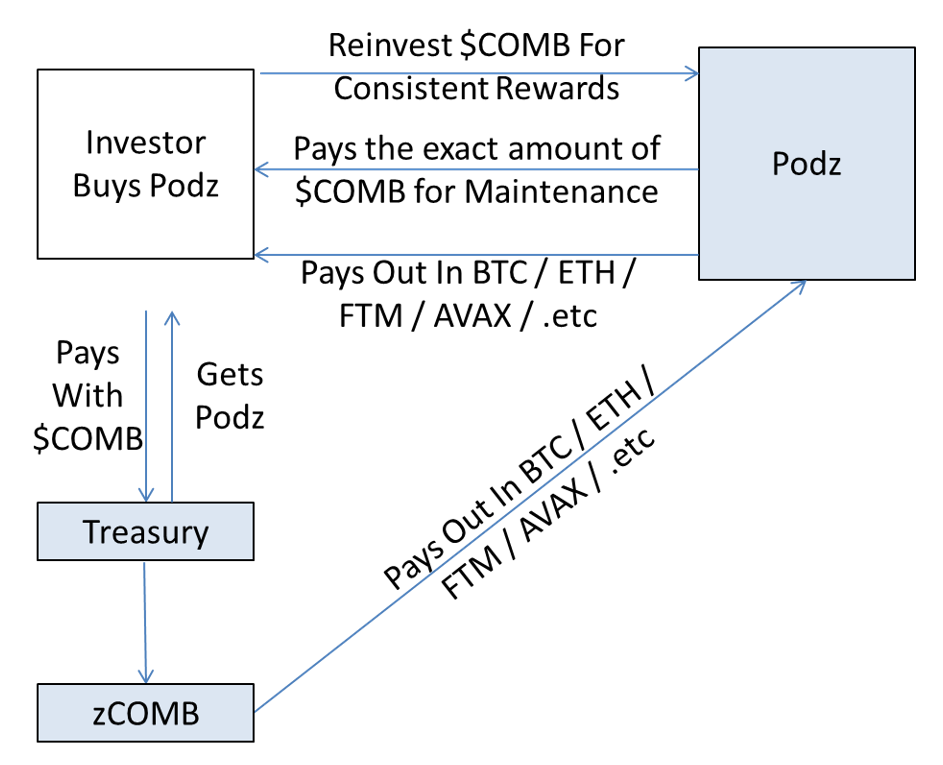 Reinvest $COMB For
Consistent Rewards
Investor
Buys Podz
Pays the exact amount of
$COMB for Maintenance
Podz
Pays Out In BTC / ETH /
FTM / AVAX / .etc
Pays
With
$COMB
Gets
Podz
Pays Out In BTC / ETH /
FTM / AVAX / .etc
Treasury
zCOMB